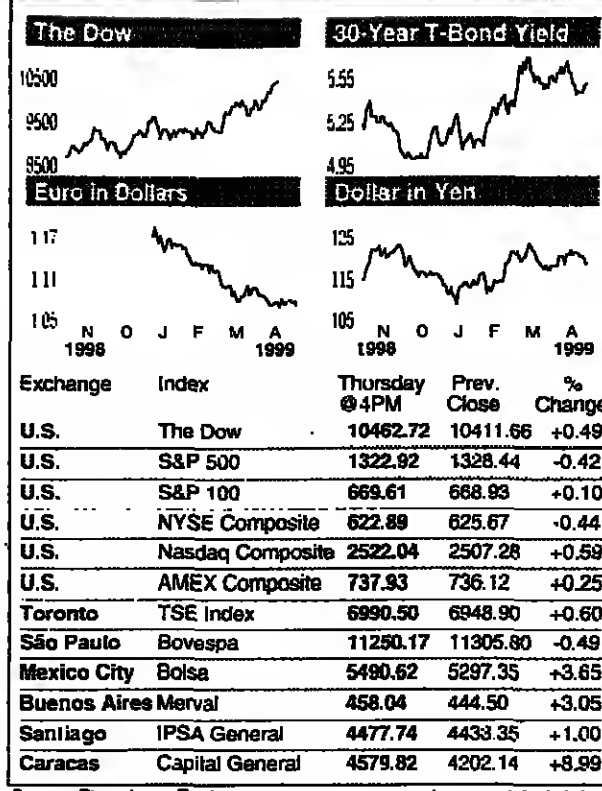 The Dow
10500
9500
8500
30-Year T-Bond Yield
5.55
5.25
4.95
Euro in Dollars
1.17
1.11
1.05
N O J F M A
1998 1999
Dollar in Yen
125
115
105
N O J F M A
1998 1999
Exchange Index Thursday @4PM Prev. Close % Change
U.S. The Dow 10462.72 10411.66 +0.49
U.S. S&P 500 1322.92 1328.44 -0.42
U.S. S&P 100 669.61 668.93 +0.10
U.S. NYSE Composite 622.89 625.67 -0.44
U.S. Nasdaq Composite 2522.04 2507.28 +0.59
U.S. AMEX Composite 737.93 736.12 +0.25
Toronto TSE Index 6990.50 6948.90 +0.60
São Paulo Bovespa 11250.17 11305.80 -0.49
Mexico City Bolsa 5490.62 5297.35 +3.65
Buenos Aires Merval 458.04 444.50 +3.05
Santiago IPSA General 4477.74 4433.35 +1.00
Caracas Capital General 4579.82 4202.14 +8.99